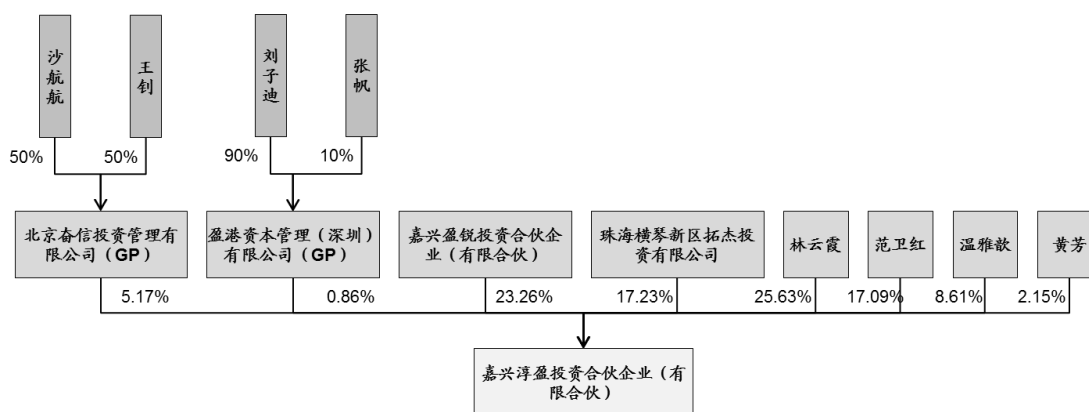 沙航航
王钊
刘子迪
张帆
50%
50%
90%
10%
北京奋信投资管理有
限公司（GP）
盈港资本管理（深圳）
有限公司（GP）
嘉兴盈锐投资合伙企
业（有限合伙）
珠海横琴新区拓杰投
资有限公司
林云霞
范卫红
温雅歆
黄芳
5.17%
0.86%
23.26%
17.23%
25.63%
17.09%
8.61%
2.15%
嘉兴淳盈投资合伙企业（有
限合伙）